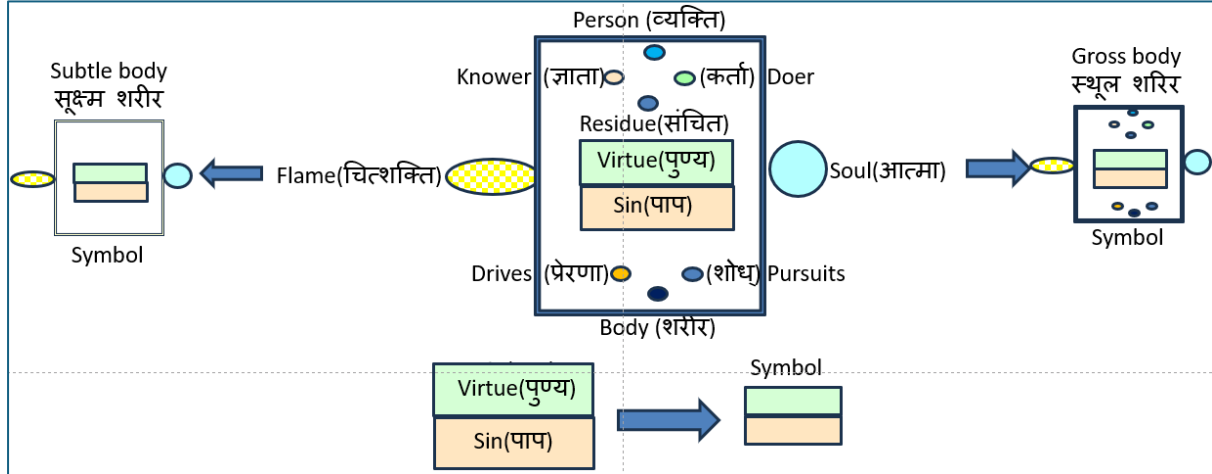 Person (व्यक्ति)
Subtle body
सूक्ष्म शरीर
Gross body
स्थूल शरिर
Knower (ज्ञाता)
(कर्ता) Doer
Residue(संचित)
Virtue(पुण्य)
Flame(चित्शक्ति)
Soul(आत्मा)
Sin(पाप)
Symbol
Symbol
Drives (प्रेरणा)
(शोध्) Pursuits
Body (शरीर)
Virtue(पुण्य)
Sin(पाप)
Symbol